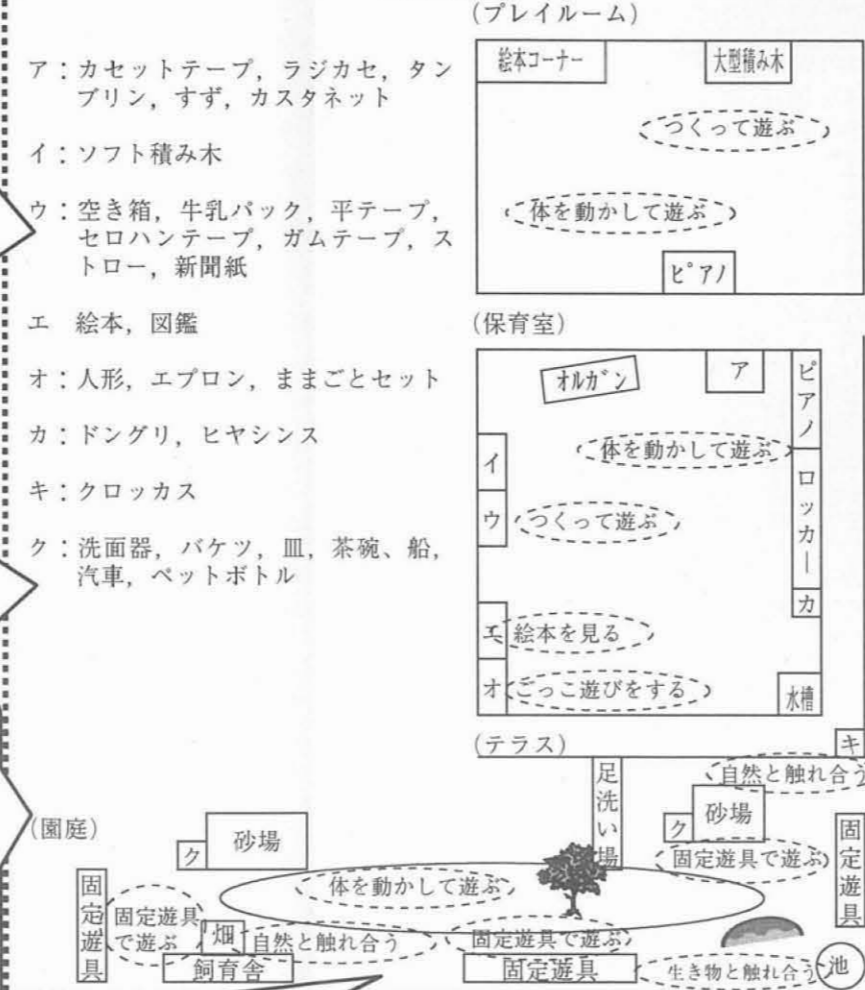 ア：カセットテープ，ラジカセ，タン
ブリン，すず，カスタネット
イ：ソフト積み木
ウ：空き箱，牛乳パック，平テープ，
セロハンテープ，ガムテープ，ス
トロー，新聞紙
エ 絵本，図鑑
オ：人形，エプロン，ままごとセット
カ：ドングリ，ヒヤシンス
キ：クロッカス
ク：洗面器，バケツ，皿，茶碗、船，
汽車，ペットボトル
(プレイルーム)
絵本コーナー
大型積み木
つくって遊ぶ
体を動かして遊ぶ
ピアノ
(保育室)
オルガン
ア
ピアノ
体を動かして遊ぶ
イ
ロッカー
ウ
つくって遊ぶ
カ
エ
絵本を見る
オ
ごっこ遊びをする
水槽
(テラス)
キ
足洗い場
自然と触れ合う
(園庭)
ク
砂場
ク
砂場
固定遊具
固定遊具で遊ぶ
体を動かして遊ぶ
固定遊具
固定遊具
で遊ぶ
畑
自然と触れ合う
固定遊具で遊ぶ
飼育舎
固定遊具
生き物と触れ合う
池